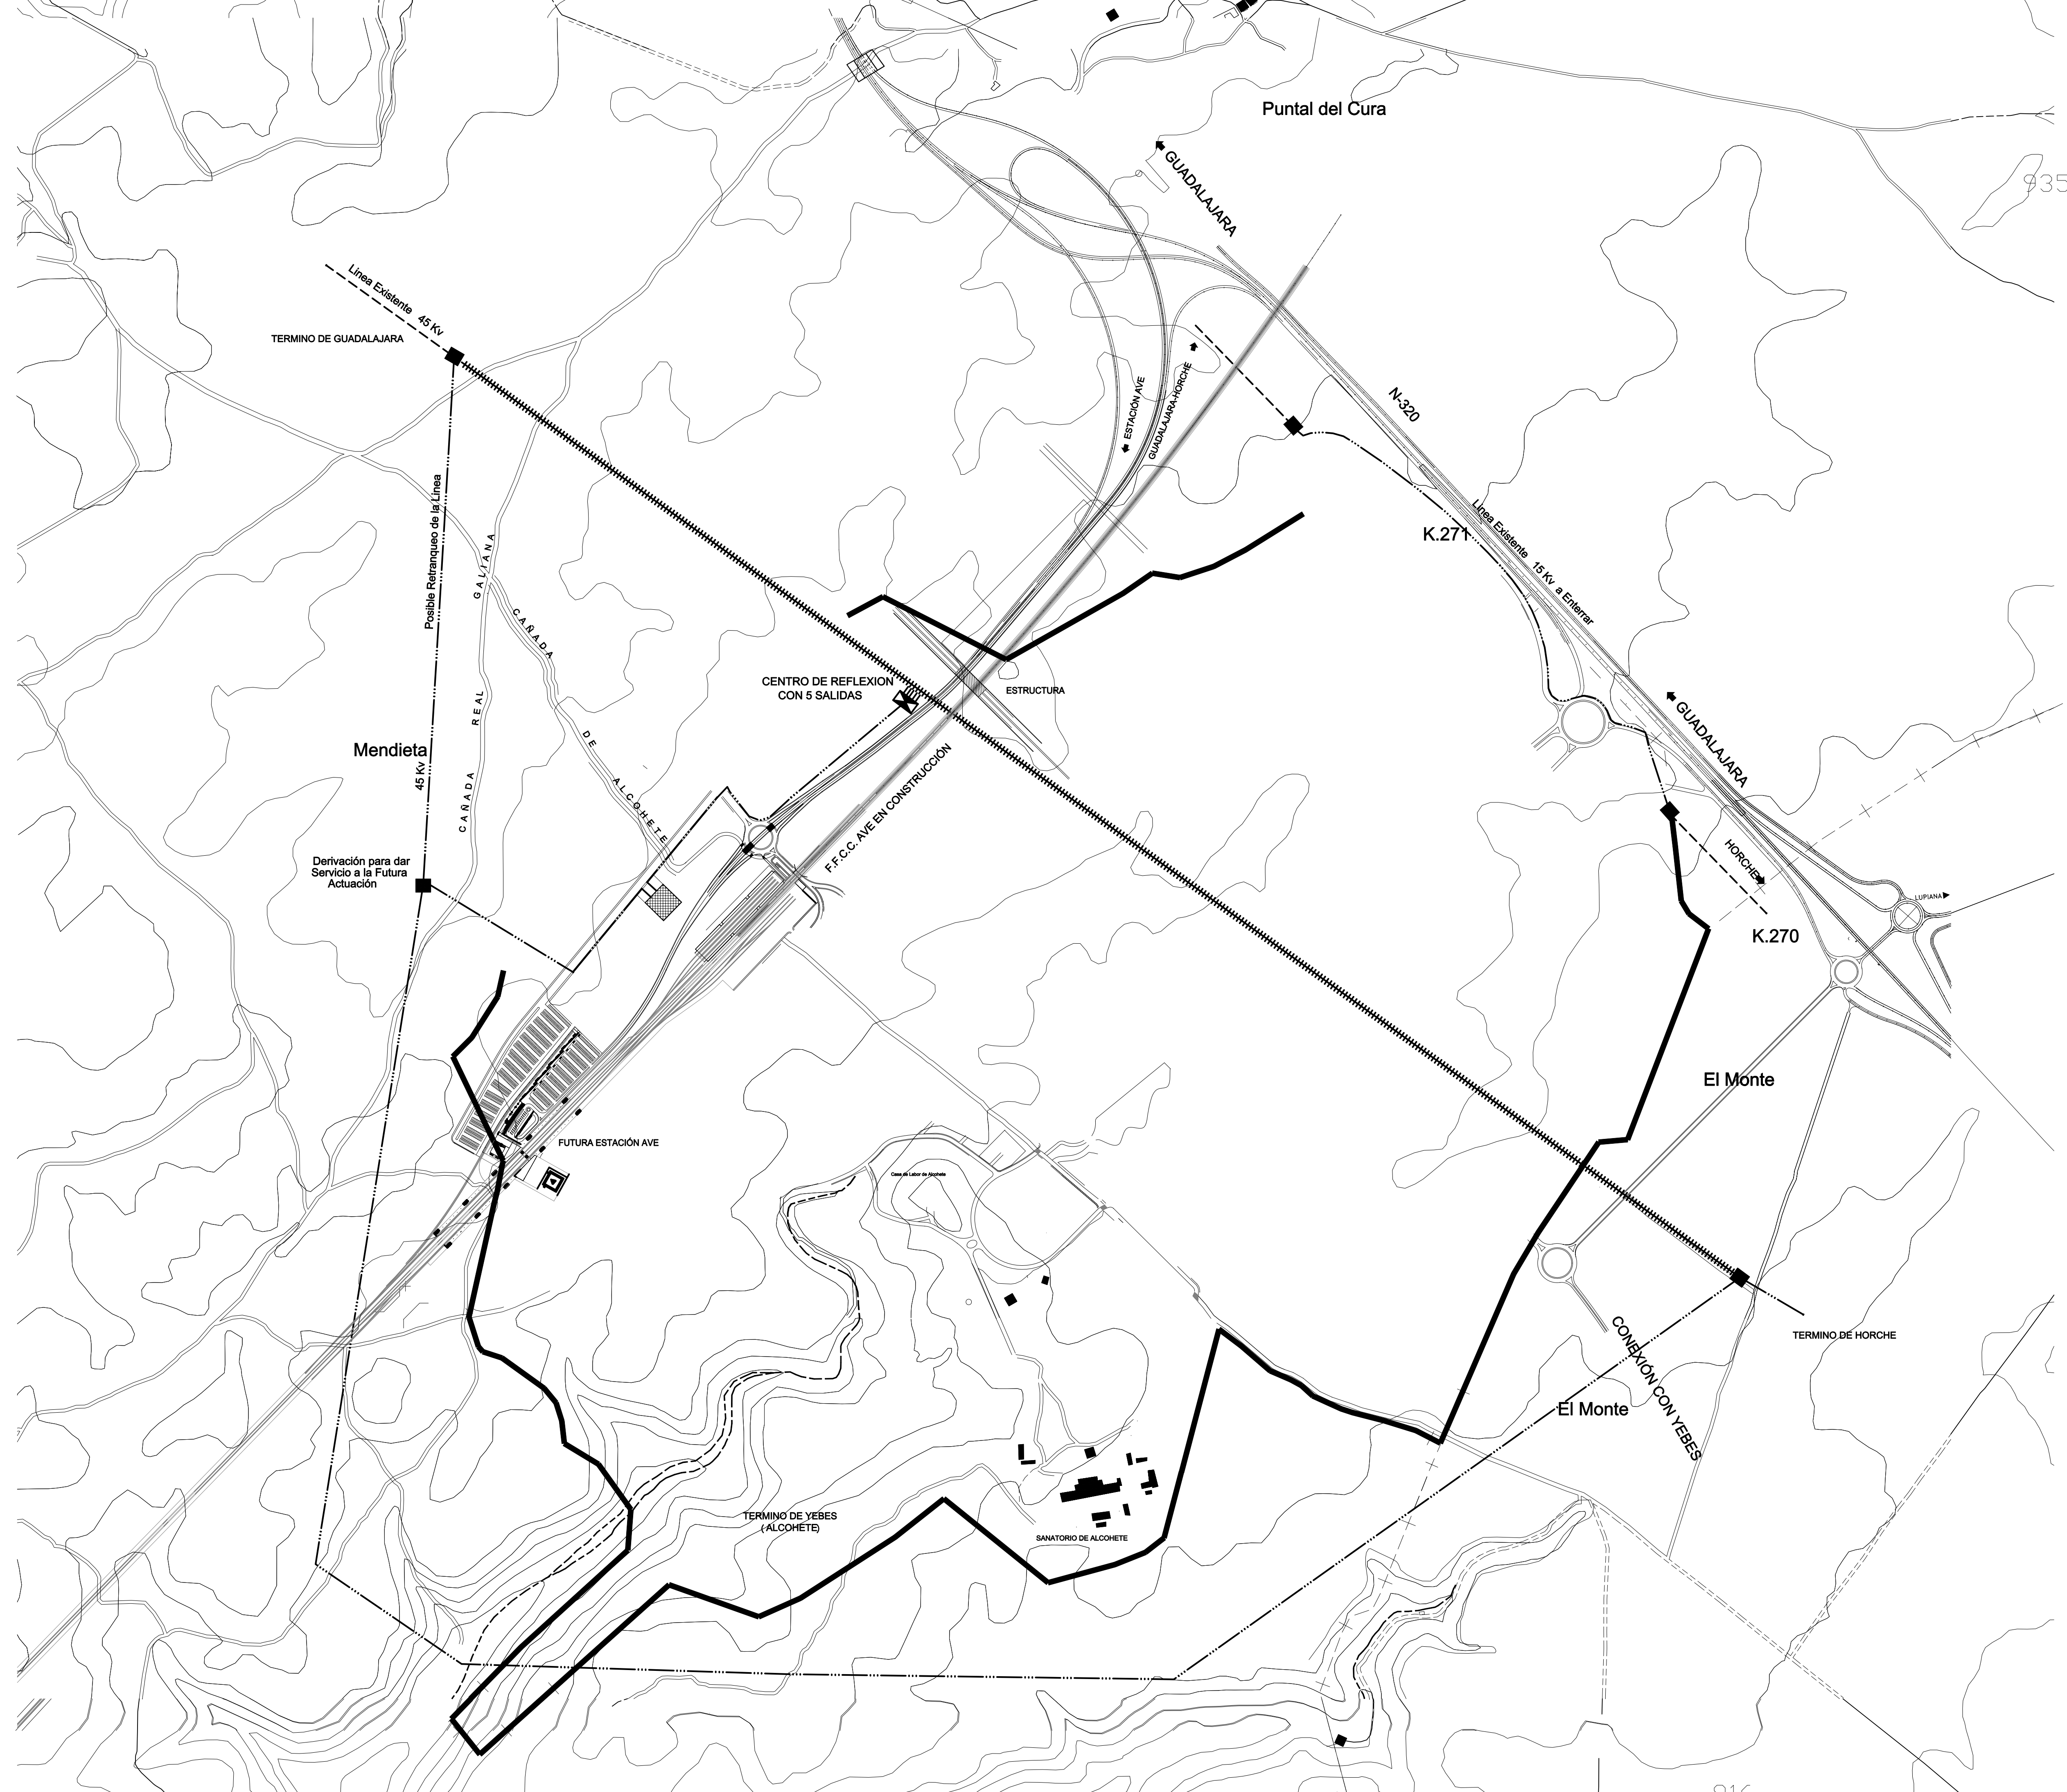 Puntal del Cura
GUADALAJARA
935
Linea Existente 45 Kv
TERMINO DE GUADALAJARA
ESTACIÓN AVE
GUADALAJARA-HORCHE
N-320
K.271
Linea Existente 15 Kv a Enterrar
Posible Retranqueo de la Linea
45 Kv
CAÑADA REAL GALIANA
CAÑADA DE ALCOHETE
CENTRO DE REFLEXION
CON 5 SALIDAS
ESTRUCTURA
Mendieta
GUADALAJARA
F.F.C.C. AVE EN CONSTRUCCIÓN
HORCHE
LUPIANA
K.270
Derivación para dar
Servicio a la Futura
Actuación
El Monte
FUTURA ESTACIÓN AVE
Casa de Labor de Alcohete
TERMINO DE HORCHE
CONEXIÓN CON YEBES
El Monte
TERMINO DE YEBES
( ALCOHETE)
SANATORIO DE ALCOHETE